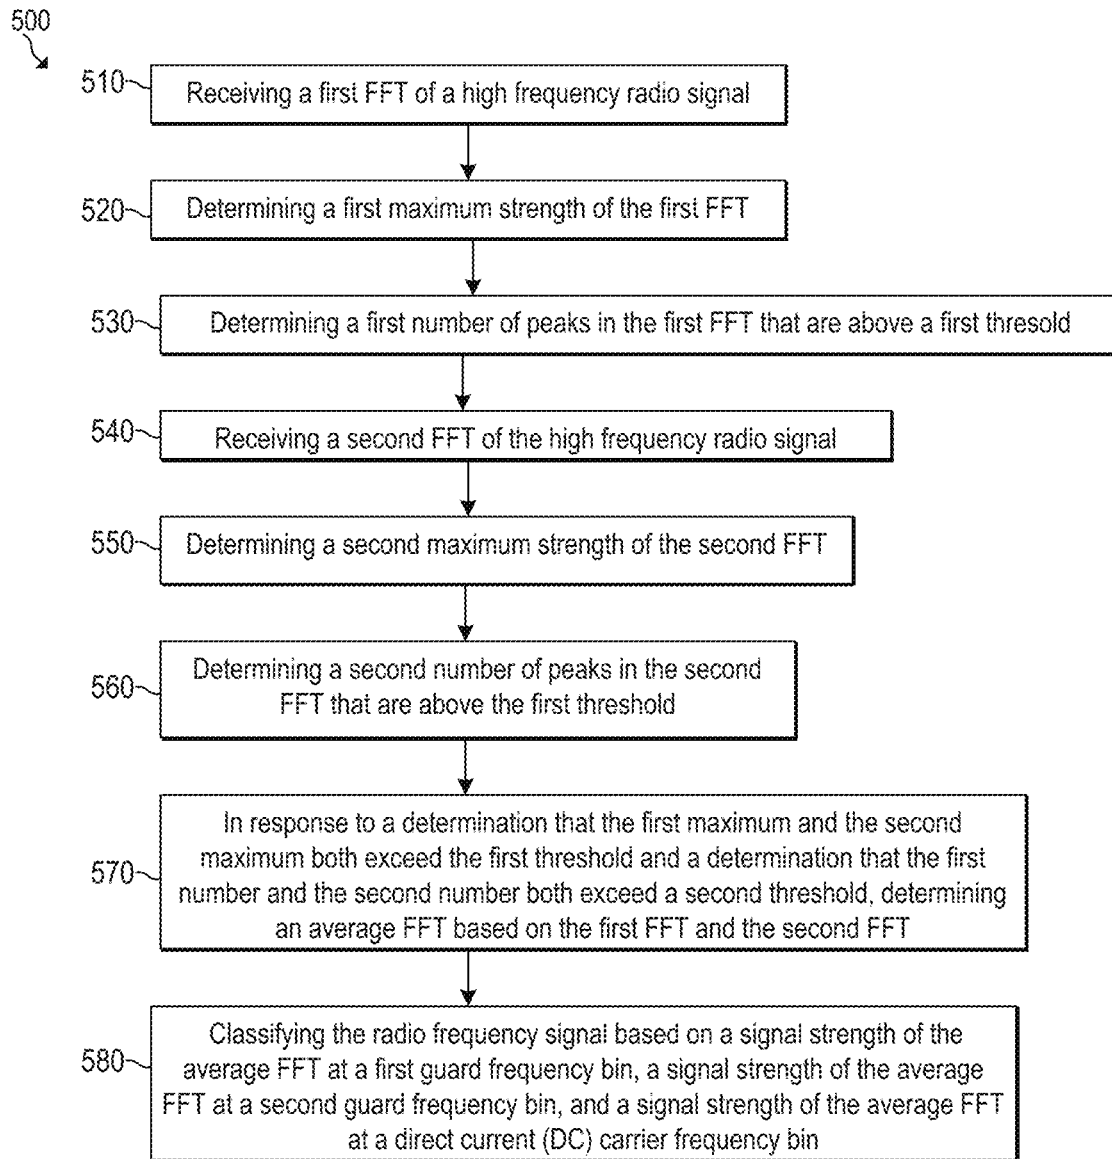 500
510
Receiving a first FFT of a high frequency radio signal
520
Determining a first maximum strength of the first FFT
530
Determining a first number of peaks in the first FFT that are above a first thresold
540
Receiving a second FFT of the high frequency radio signal
550
Determining a second maximum strength of the second FFT
560
Determining a second number of peaks in the second
FFT that are above the first threshold
570
In response to a determination that the first maximum and the second
maximum both exceed the first threshold and a determination that the first
number and the second number both exceed a second threshold, determining
an average FFT based on the first FFT and the second FFT
580
Classifying the radio frequency signal based on a signal strength of the
average FFT at a first guard frequency bin, a signal strength of the average
FFT at a second guard frequency bin, and a signal strength of the average FFT
at a direct current (DC) carrier frequency bin